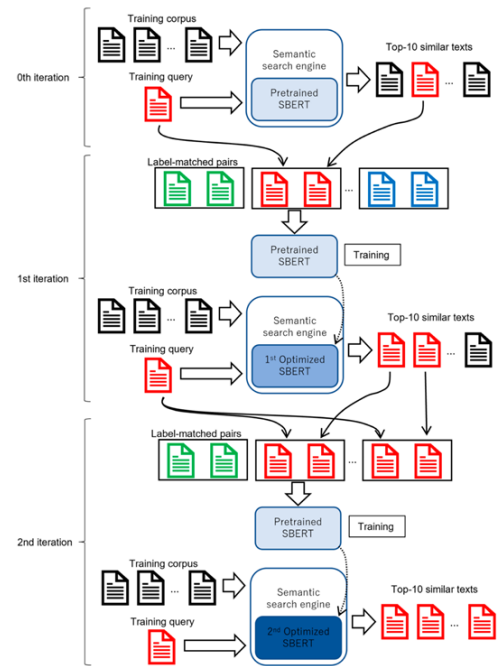 Training corpus
...
Training query
0th iteration
Semantic
search engine
Pretrained
SBERT
Top-10 similar texts
...
Label-matched pairs
...
1st iteration
Pretrained
SBERT
Training
Training corpus
...
Training query
Semantic
search engine
1st Optimized
SBERT
Top-10 similar texts
...
Label-matched pairs
...
2nd iteration
Pretrained
SBERT
Training
Training corpus
...
Training query
Semantic
search engine
2nd Optimized
SBERT
Top-10 similar texts
...